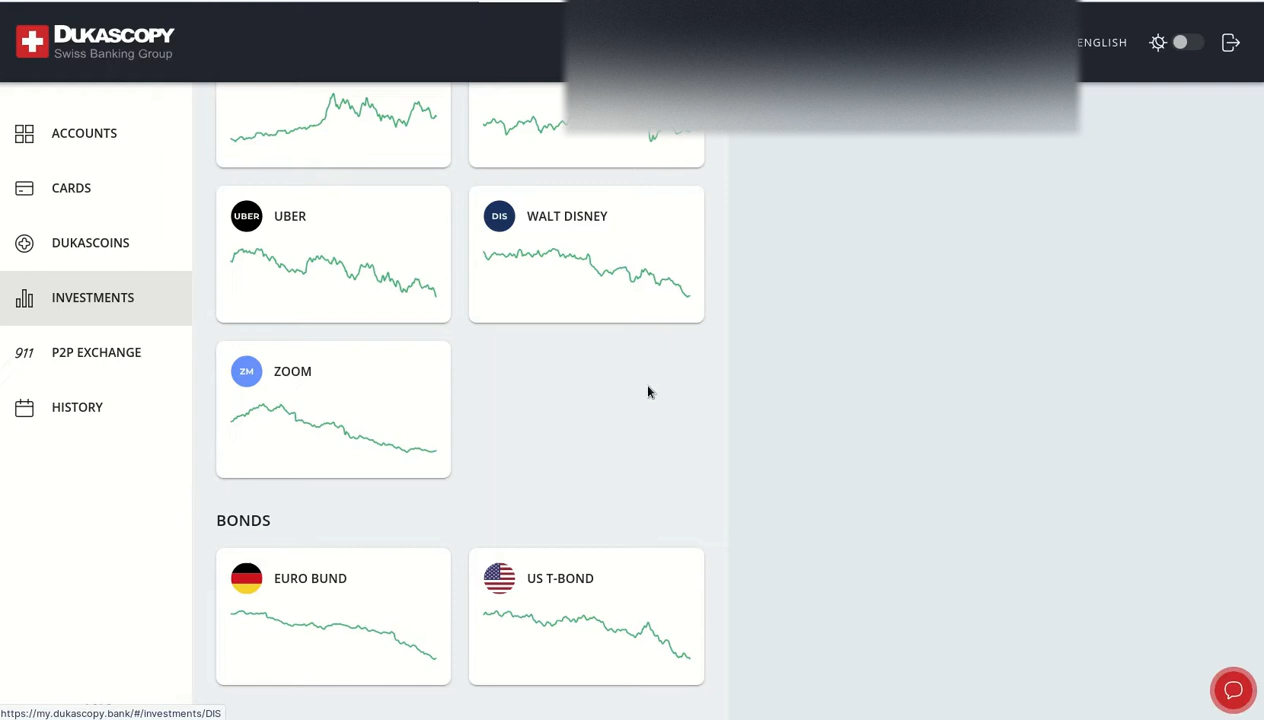 DUKASCOPY
Swiss Banking Group
ENGLISH
ACCOUNTS
CARDS
DUKASCOINS
INVESTMENTS
911 P2P EXCHANGE
HISTORY
UBER UBER
DIS WALT DISNEY
ZM ZOOM
BONDS
EURO BUND
US T-BOND
https://my.dukascopy.bank/#/investments/DIS